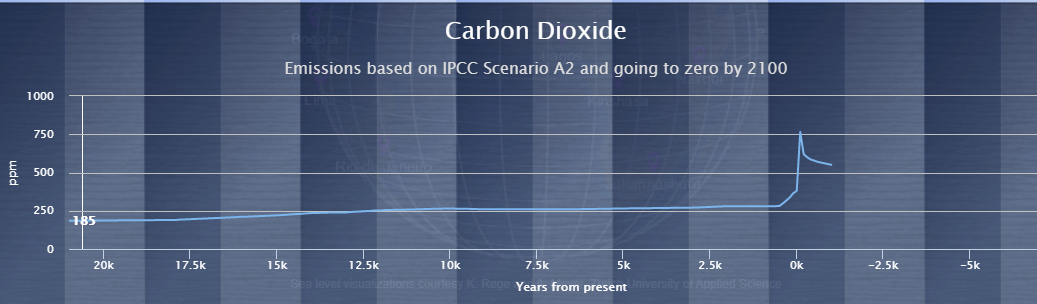 Carbon Dioxide
Emissions based on IPCC Scenario A2 and going to zero by 2100
1000
750
500
250
0
ppm
185
20k 17.5k 15k 12.5k 10k 7.5k 5k 2.5k 0k -2.5k -5k
Years from present
Sea level visualizations courtesy K. Rege University of Applied Science